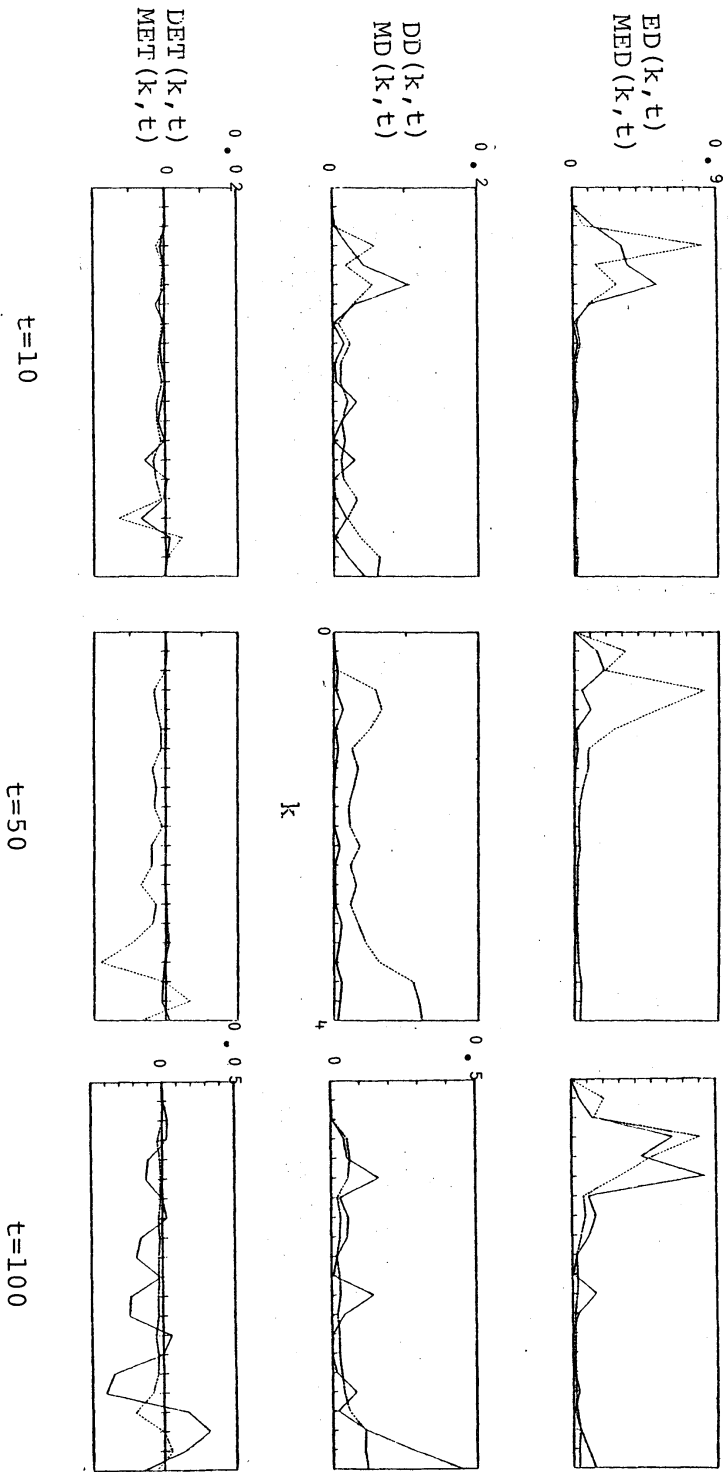 0.9
ED(k,t)
MED(k,t)
0
0.2
0.5
DD(k,t)
MD(k,t)
0
0
0
4
k
0.02
0.05
DET(k,t)
MET(k,t)
0
0
t=10
t=50
t=100